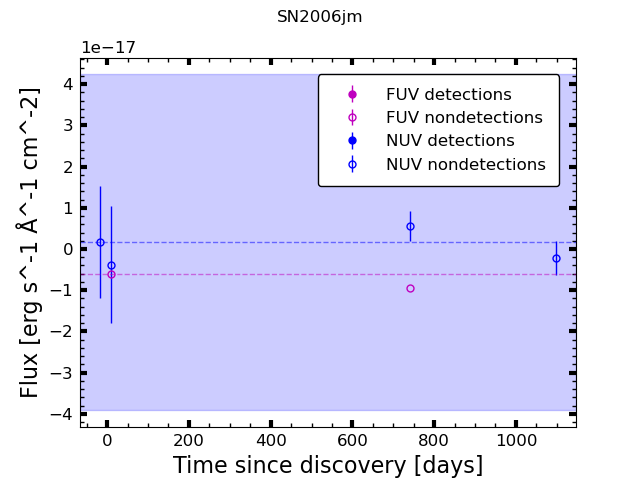 SN2006jm
1e−17
FUV detections
FUV nondetections
NUV detections
NUV nondetections
4
3
2
1
0
−1
−2
−3
−4
Flux [erg s^-1 Å^-1 cm^-2]
0 200 400 600 800 1000
Time since discovery [days]